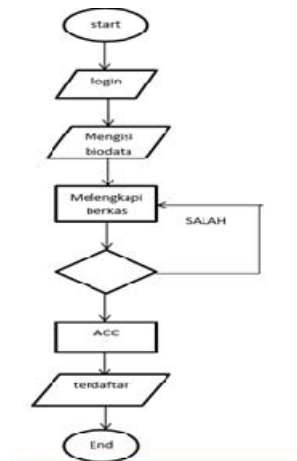 start
login
Mengisi
biodata
Melengkapi
berkas
SALAH
ACC
terdaftar
End